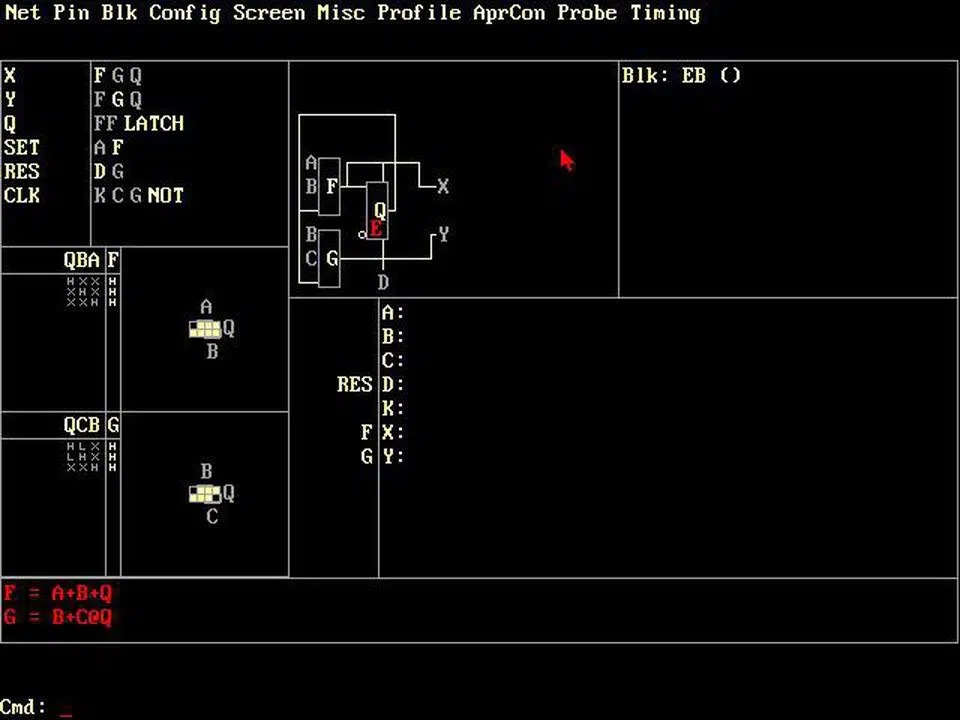 Net Pin Blk Config Screen Misc Profile AprCon Probe Timing
X F G Q
Y F G Q
Q FF LATCH
SET A F
RES D G
CLK K C G NOT
A
B F X
Q
E
B Y
C G
D
Blk: EB ()
QBA F
H X X H
X H X H
X X H H
A
Q
B
QCB G
H L X H
L H X H
X X H H
B
Q
C
A:
B:
C:
RES D:
K:
F X:
G Y:
F = A+B+Q
G = B+C@Q
Cmd: _